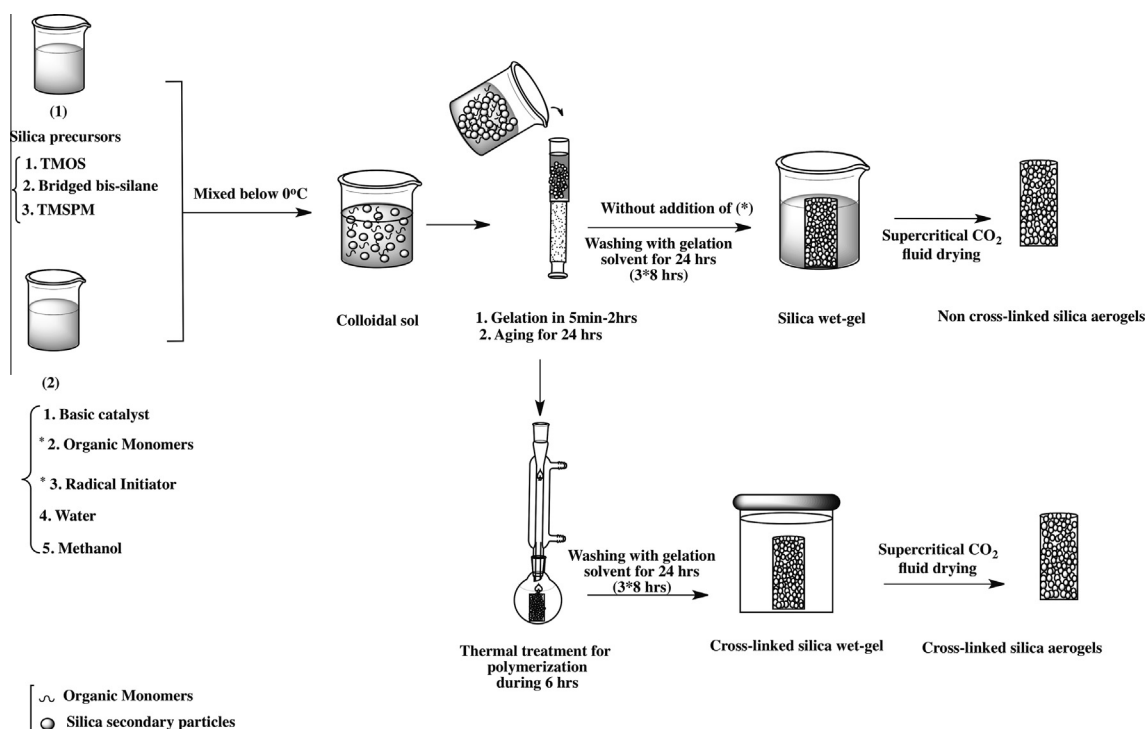 (1)
Silica precursors
1. TMOS
2. Bridged bis-silane
3. TMSPM
Mixed below 0ºC
(2)
1. Basic catalyst
* 2. Organic Monomers
* 3. Radical Initiator
4. Water
5. Methanol
Colloidal sol
1. Gelation in 5min-2hrs
2. Aging for 24 hrs
Without addition of (*)
Washing with gelation
solvent for 24 hrs
(3*8 hrs)
Silica wet-gel
Supercritical CO2
fluid drying
Non cross-linked silica aerogels
Thermal treatment for
polymerization
during 6 hrs
Washing with gelation
solvent for 24 hrs
(3*8 hrs)
Cross-linked silica wet-gel
Supercritical CO2
fluid drying
Cross-linked silica aerogels
Organic Monomers
Silica secondary particles